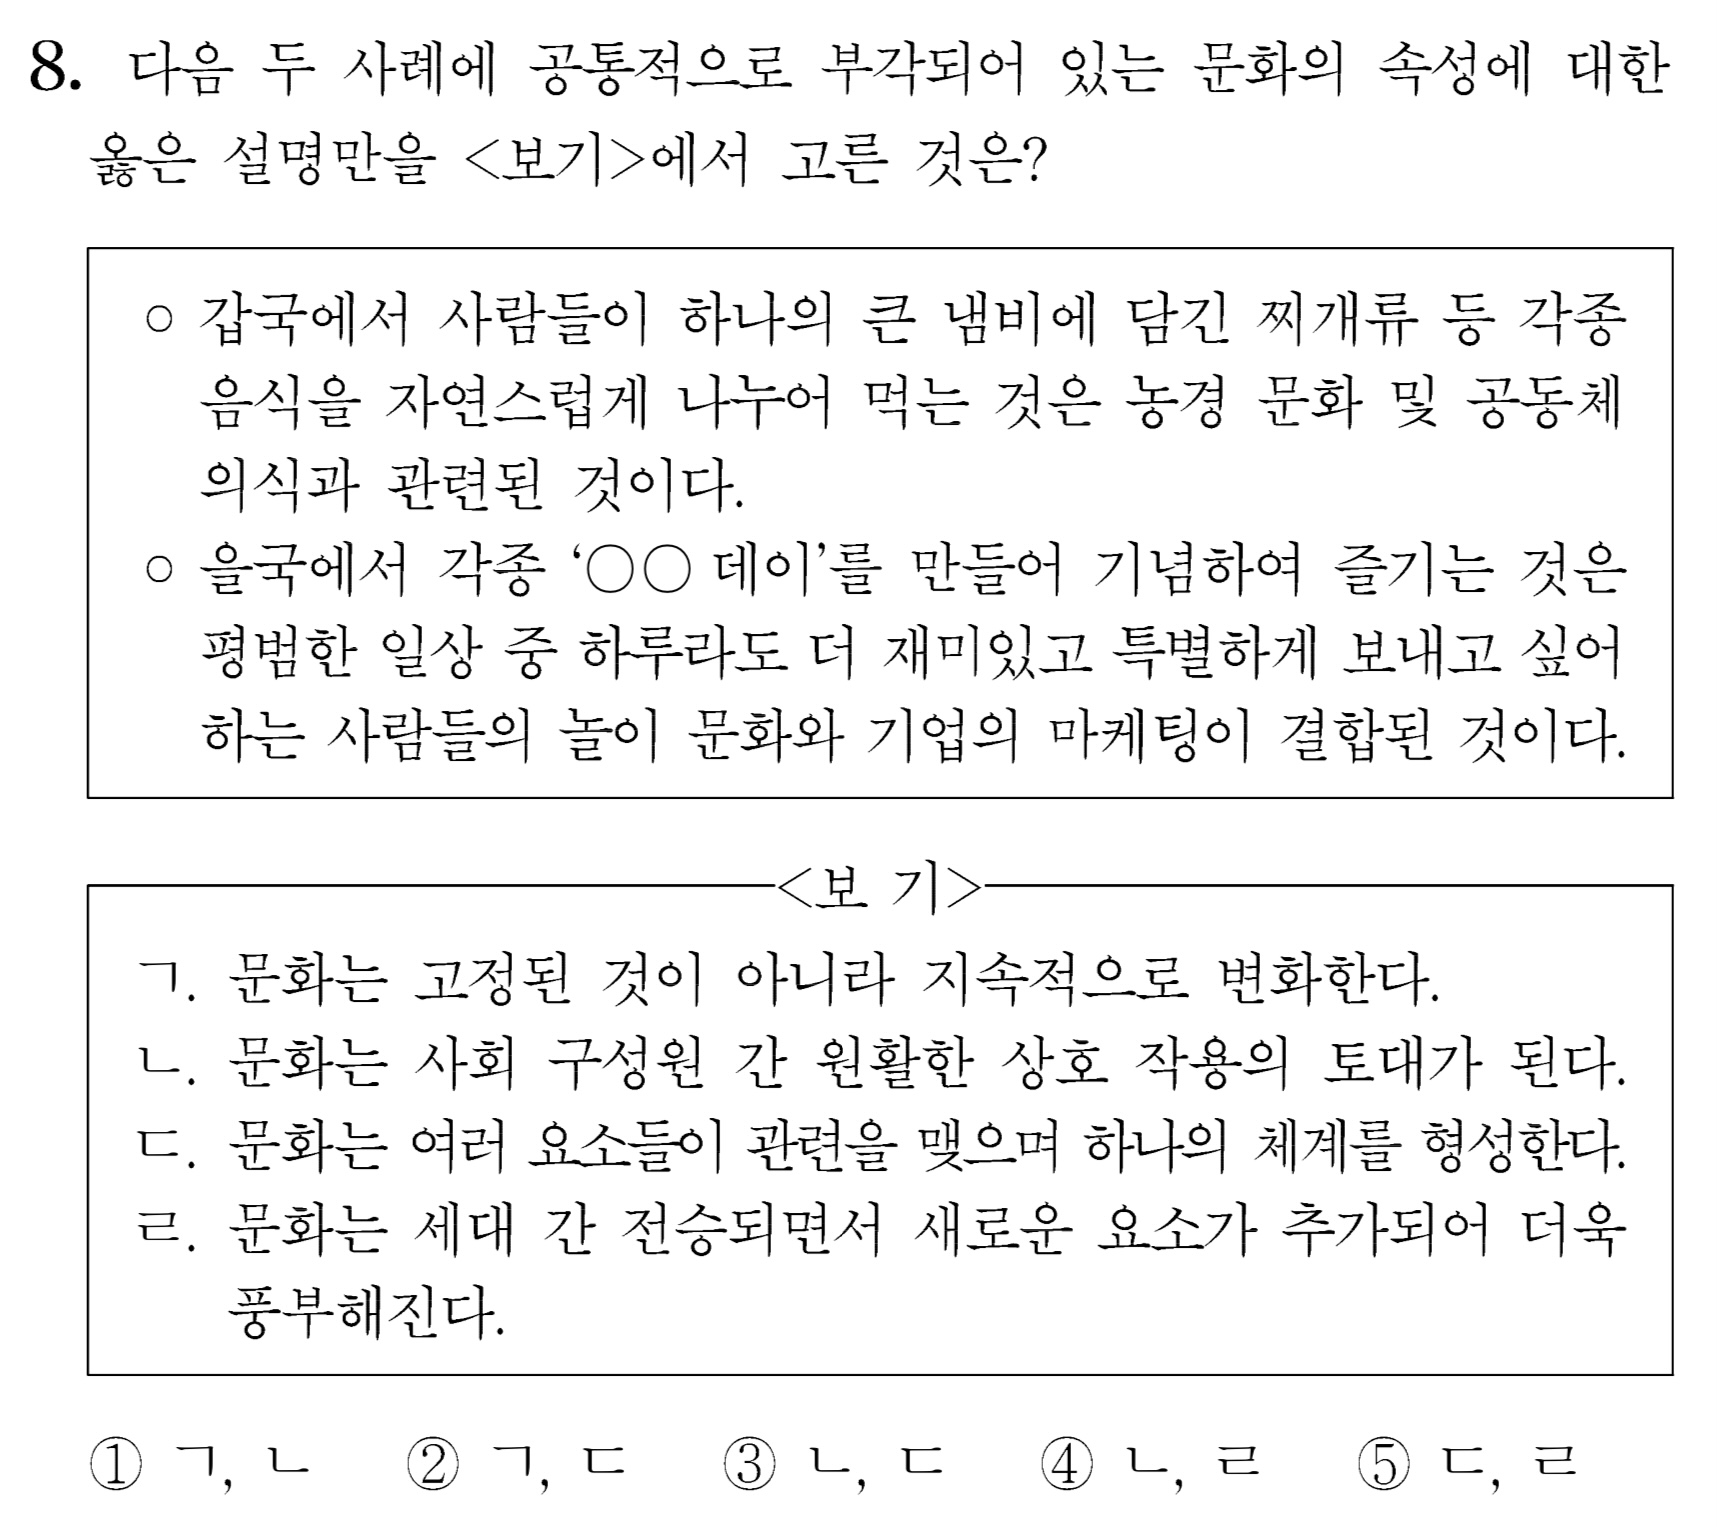 8. 다음 두 사례에 공통적으로 부각되어 있는 문화의 속성에 대한
옳은 설명만을 <보기>에서 고른 것은?
○ 갑국에서 사람들이 하나의 큰 냄비에 담긴 찌개류 등 각종
음식을 자연스럽게 나누어 먹는 것은 농경 문화 및 공동체
의식과 관련된 것이다.
○ 을국에서 각종 ‘○○ 데이’를 만들어 기념하여 즐기는 것은
평범한 일상 중 하루라도 더 재미있고 특별하게 보내고 싶어
하는 사람들의 놀이 문화와 기업의 마케팅이 결합된 것이다.
<보 기>
ㄱ. 문화는 고정된 것이 아니라 지속적으로 변화한다.
ㄴ. 문화는 사회 구성원 간 원활한 상호 작용의 토대가 된다.
ㄷ. 문화는 여러 요소들이 관련을 맺으며 하나의 체계를 형성한다.
ㄹ. 문화는 세대 간 전승되면서 새로운 요소가 추가되어 더욱
풍부해진다.
① ㄱ, ㄴ ② ㄱ, ㄷ ③ ㄴ, ㄷ ④ ㄴ, ㄹ ⑤ ㄷ, ㄹ